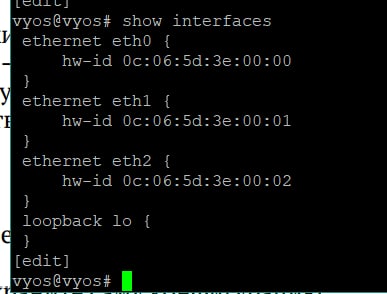 [edit]
vyos@vyos# show interfaces
ethernet eth0 {
hw-id 0c:06:5d:3e:00:00
}
ethernet eth1 {
hw-id 0c:06:5d:3e:00:01
}
ethernet eth2 {
hw-id 0c:06:5d:3e:00:02
}
loopback lo {
}
[edit]
vyos@vyos#